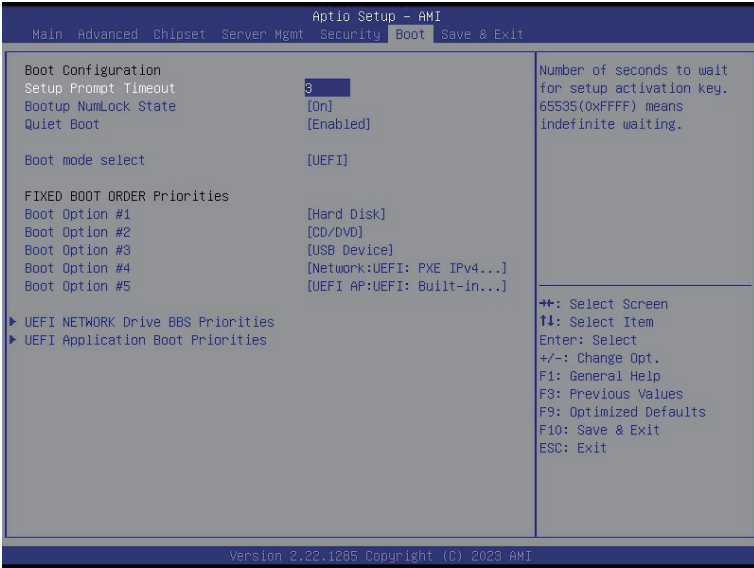 Aptio Setup – AMI
Main Advanced Chipset Server Mgmt Security Boot Save & Exit
Boot Configuration
Setup Prompt Timeout 3
Bootup NumLock State [On]
Quiet Boot [Enabled]
Boot mode select [UEFI]
FIXED BOOT ORDER Priorities
Boot Option #1 [Hard Disk]
Boot Option #2 [CD/DVD]
Boot Option #3 [USB Device]
Boot Option #4 [Network:UEFI: PXE IPv4...]
Boot Option #5 [UEFI AP:UEFI: Built-in...]
UEFI NETWORK Drive BBS Priorities
UEFI Application Boot Priorities
Number of seconds to wait
for setup activation key.
65535(0xFFFF) means
indefinite waiting.
→←: Select Screen
↑↓: Select Item
Enter: Select
+/-: Change Opt.
F1: General Help
F3: Previous Values
F9: Optimized Defaults
F10: Save & Exit
ESC: Exit
Version 2.22.1285 Copyright (C) 2023 AMI